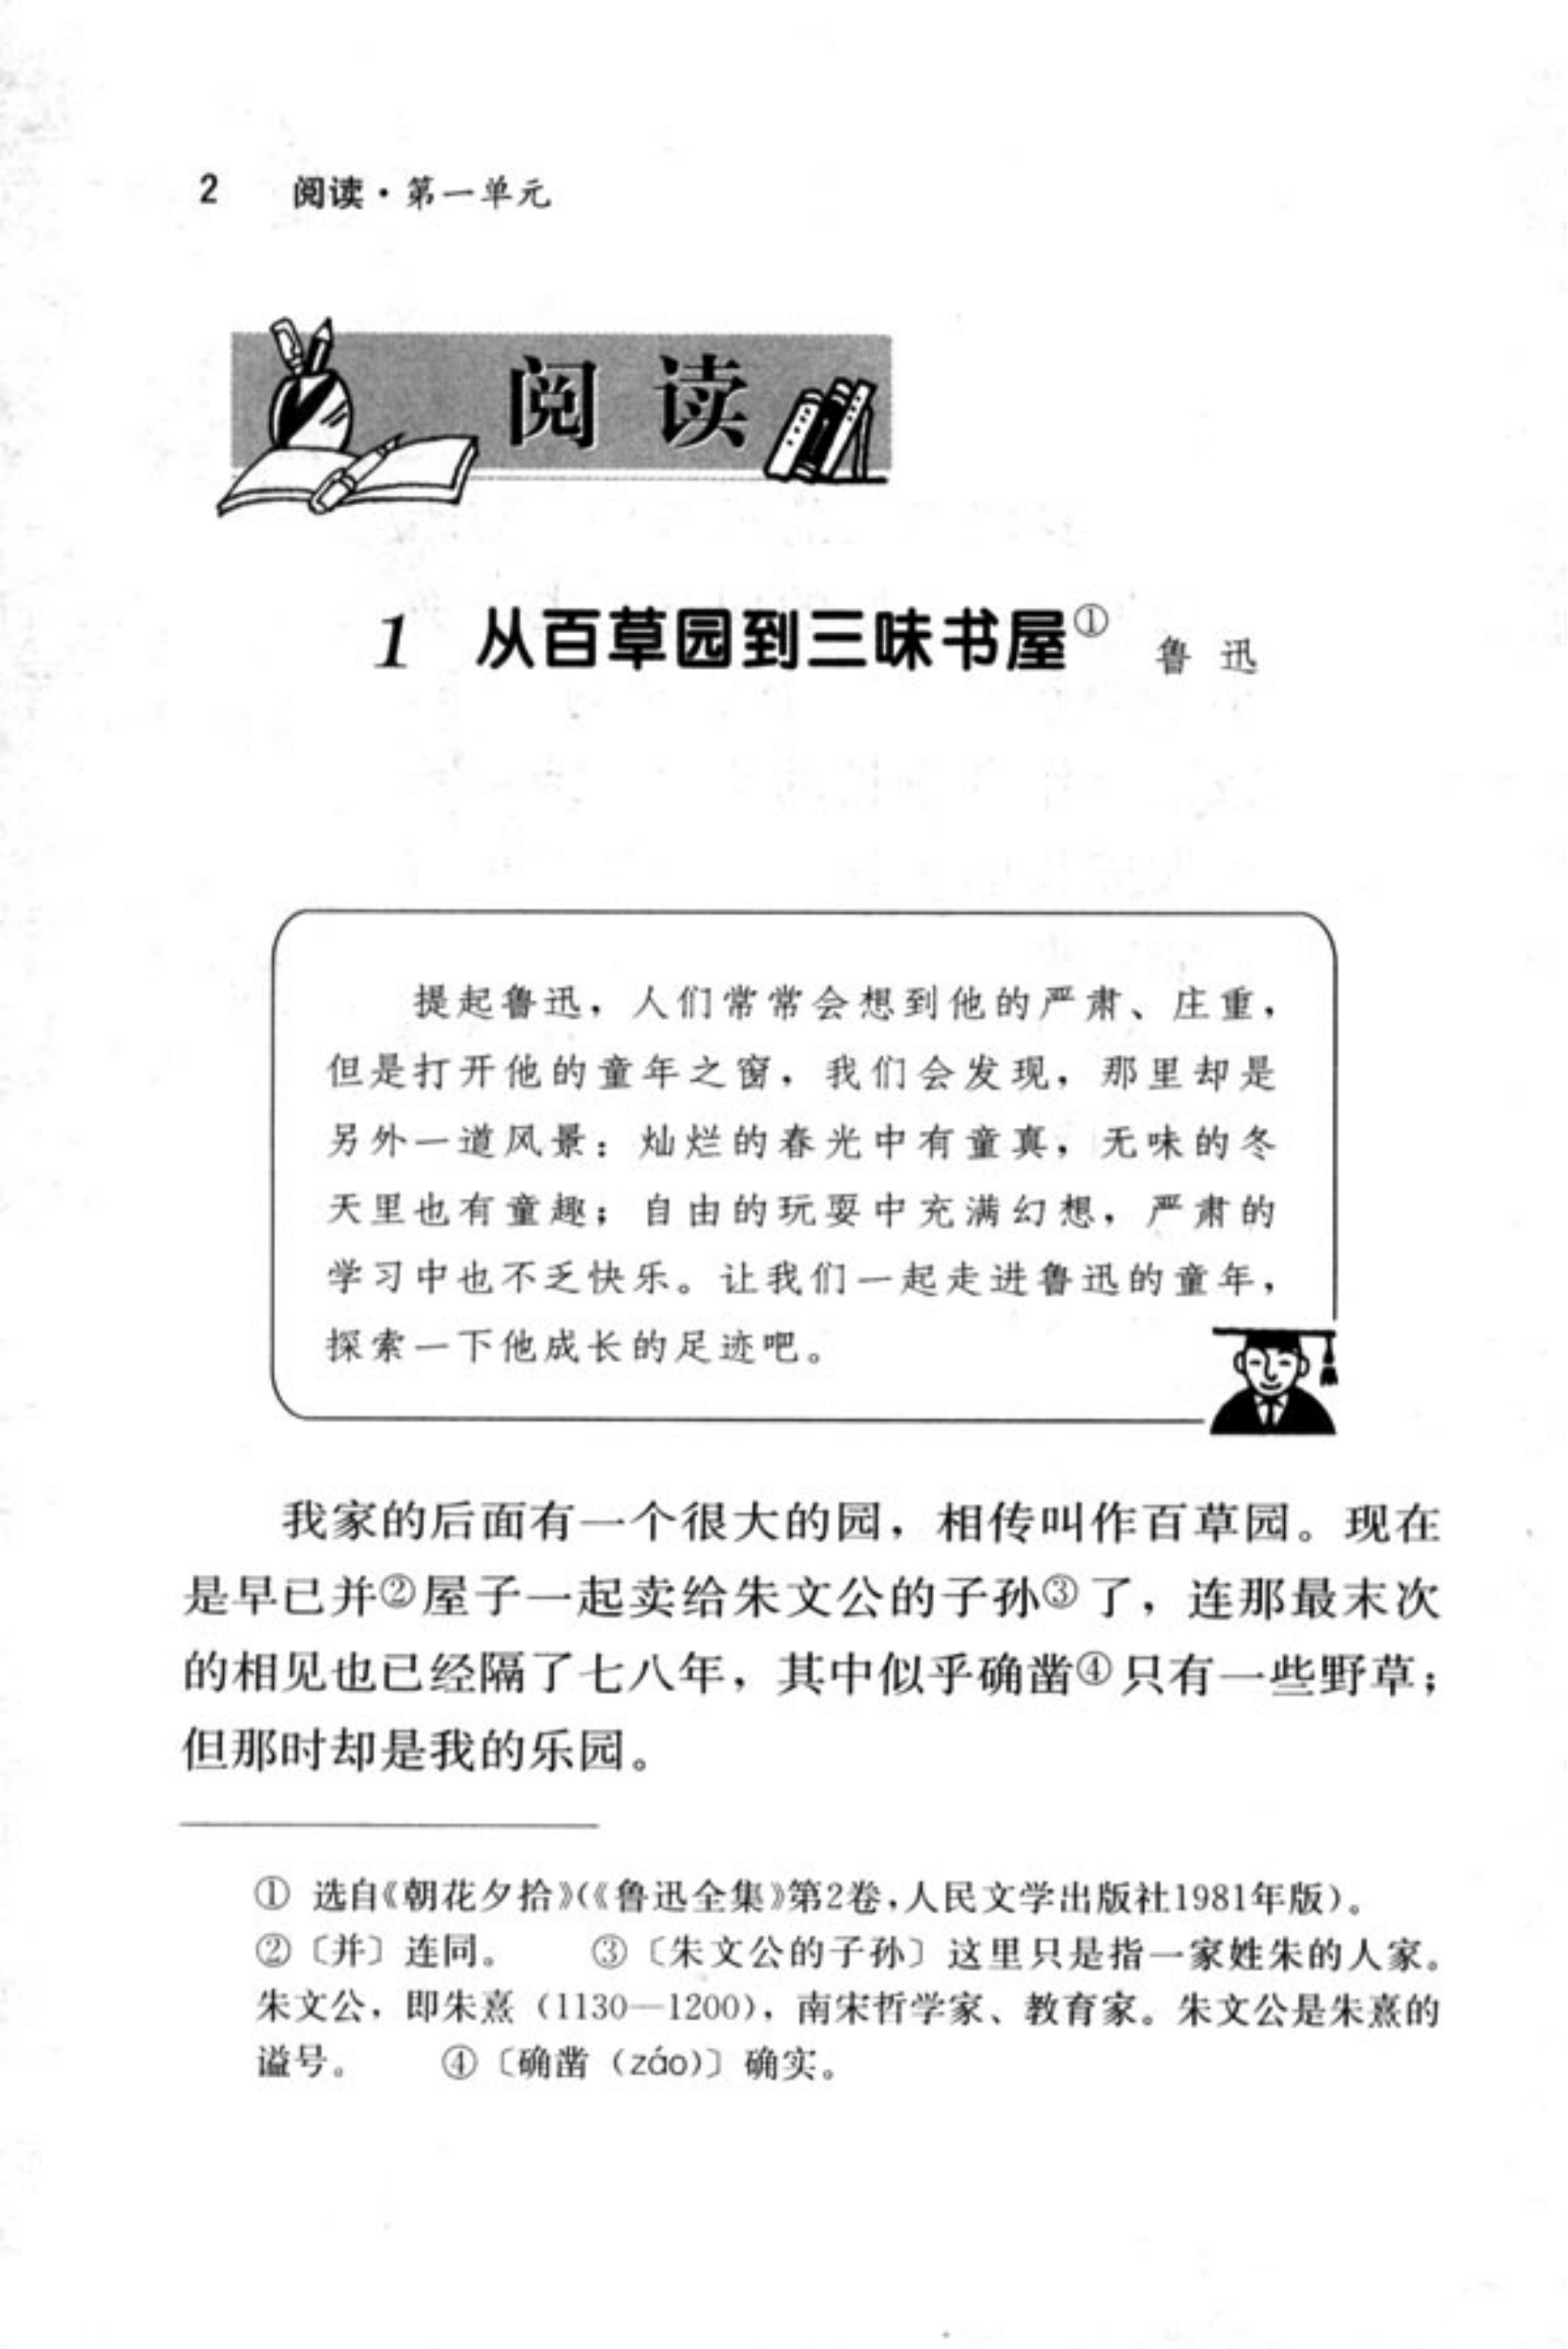 2 阅读·第一单元
阅 读
1 从百草园到三味书屋① 鲁 迅
提起鲁迅，人们常常会想到他的严肃、庄重，
但是打开他的童年之窗，我们会发现，那里却是
另外一道风景：灿烂的春光中有童真，无味的冬
天里也有童趣；自由的玩耍中充满幻想，严肃的
学习中也不乏快乐。让我们一起走进鲁迅的童年，
探索一下他成长的足迹吧。
我家的后面有一个很大的园，相传叫作百草园。现在
是早已并②屋子一起卖给朱文公的子孙③了，连那最末次
的相见也已经隔了七八年，其中似乎确凿④只有一些野草；
但那时却是我的乐园。
① 选自《朝花夕拾》（《鲁迅全集》第2卷，人民文学出版社1981年版）。
②〔并〕连同。 ③〔朱文公的子孙〕这里只是指一家姓朱的人家。
朱文公，即朱熹（1130—1200），南宋哲学家、教育家。朱文公是朱熹的
谥号。 ④〔确凿（záo）〕确实。